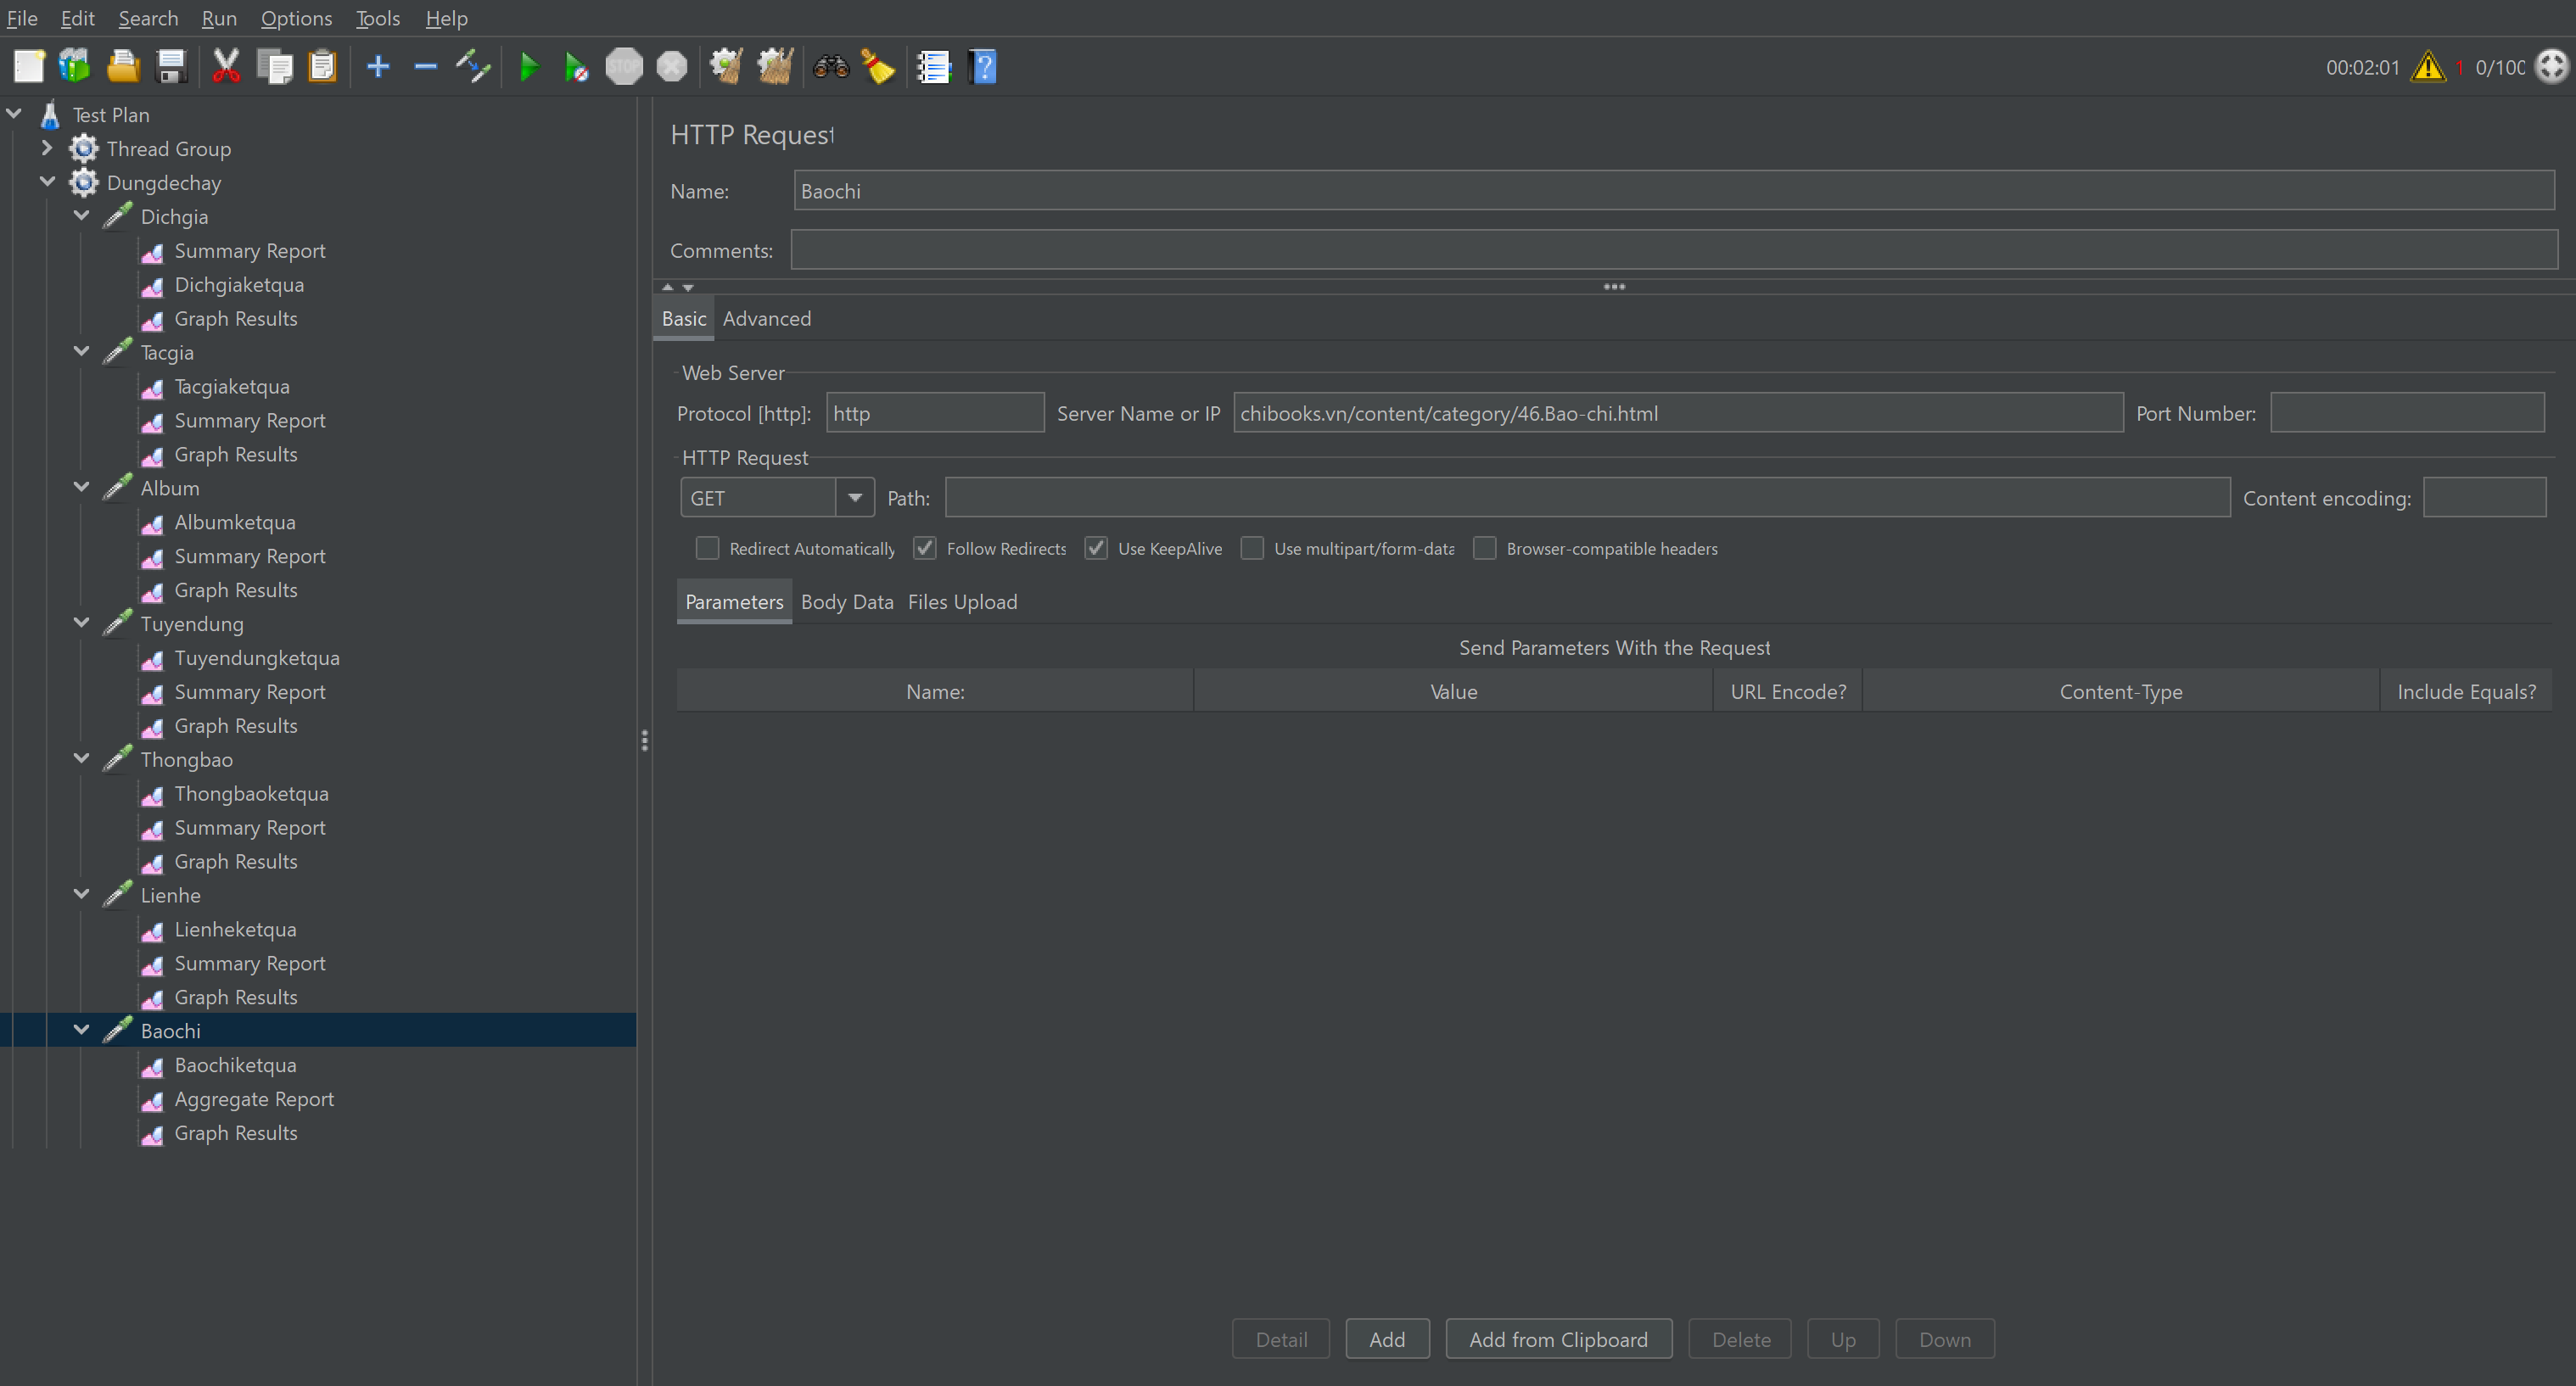 File Edit Search Run Options Tools Help
STOP
00:02:01 1 0/100
Test Plan
Thread Group
Dungdechay
Dichgia
Summary Report
Dichgiaketqua
Graph Results
Tacgia
Tacgiaketqua
Summary Report
Graph Results
Album
Albumketqua
Summary Report
Graph Results
Tuyendung
Tuyendungketqua
Summary Report
Graph Results
Thongbao
Thongbaoketqua
Summary Report
Graph Results
Lienhe
Lienheketqua
Summary Report
Graph Results
Baochi
Baochiketqua
Aggregate Report
Graph Results
HTTP Request
Name: Baochi
Comments:
Basic Advanced
Web Server
Protocol [http]: http Server Name or IP chibooks.vn/content/category/46.Bao-chi.html Port Number:
HTTP Request
GET Path: Content encoding:
Redirect Automatically Follow Redirects Use KeepAlive Use multipart/form-data Browser-compatible headers
Parameters Body Data Files Upload
Send Parameters With the Request
Name: Value URL Encode? Content-Type Include Equals?
Detail Add Add from Clipboard Delete Up Down